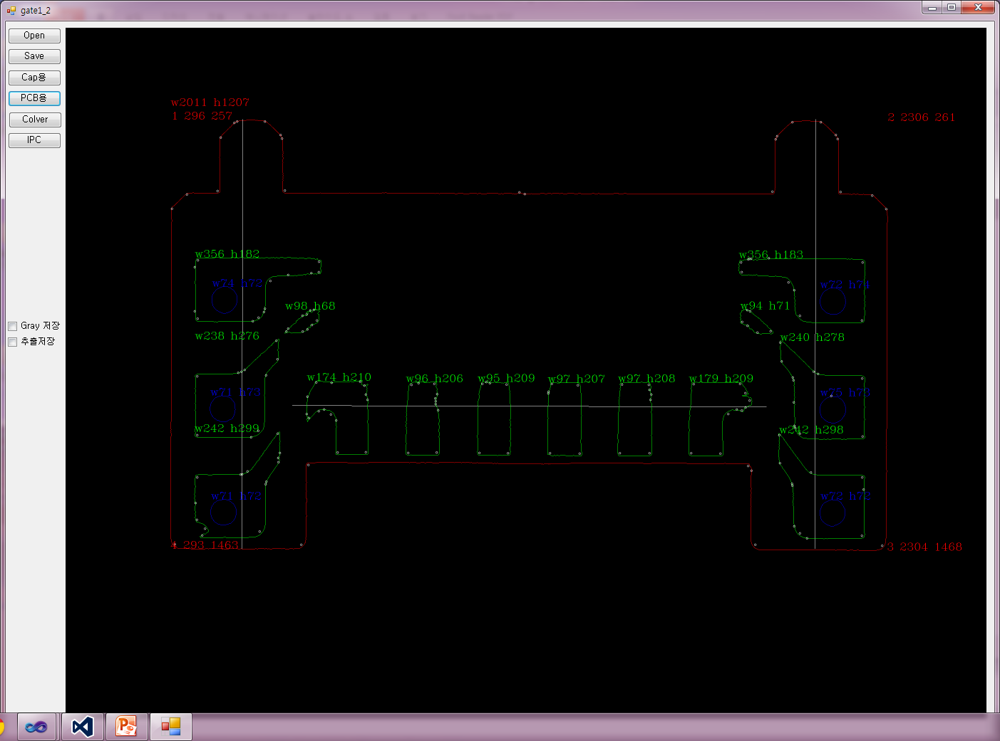 gate1_2
Open
Save
Cap용
PCB용
Colver
IPC
Gray 저장
추출저장
w2011 h1207
1 296 257
2 2306 261
w356 h182
w356 h183
w74 h72
w72 h74
w98 h68
w94 h71
w238 h276
w240 h278
w174 h210
w96 h206
w95 h209
w97 h207
w97 h208
w179 h209
w71 h73
w75 h73
w242 h299
w242 h298
w71 h72
w72 h72
4 293 1463
3 2304 1468